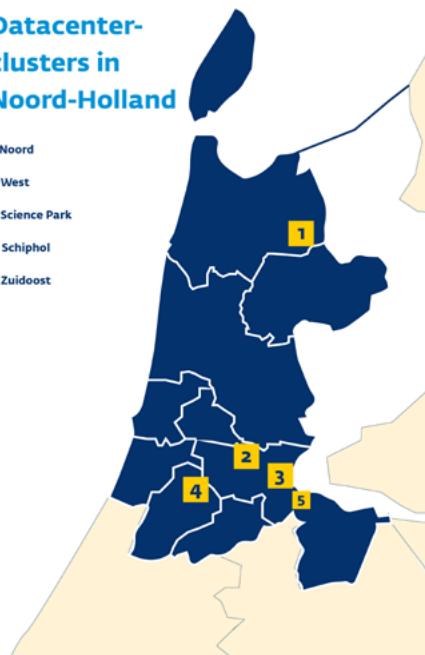 Datacenter-
clusters in
Noord-Holland
Noord
West
Science Park
Schiphol
Zuidoost
1
2
3
4
5